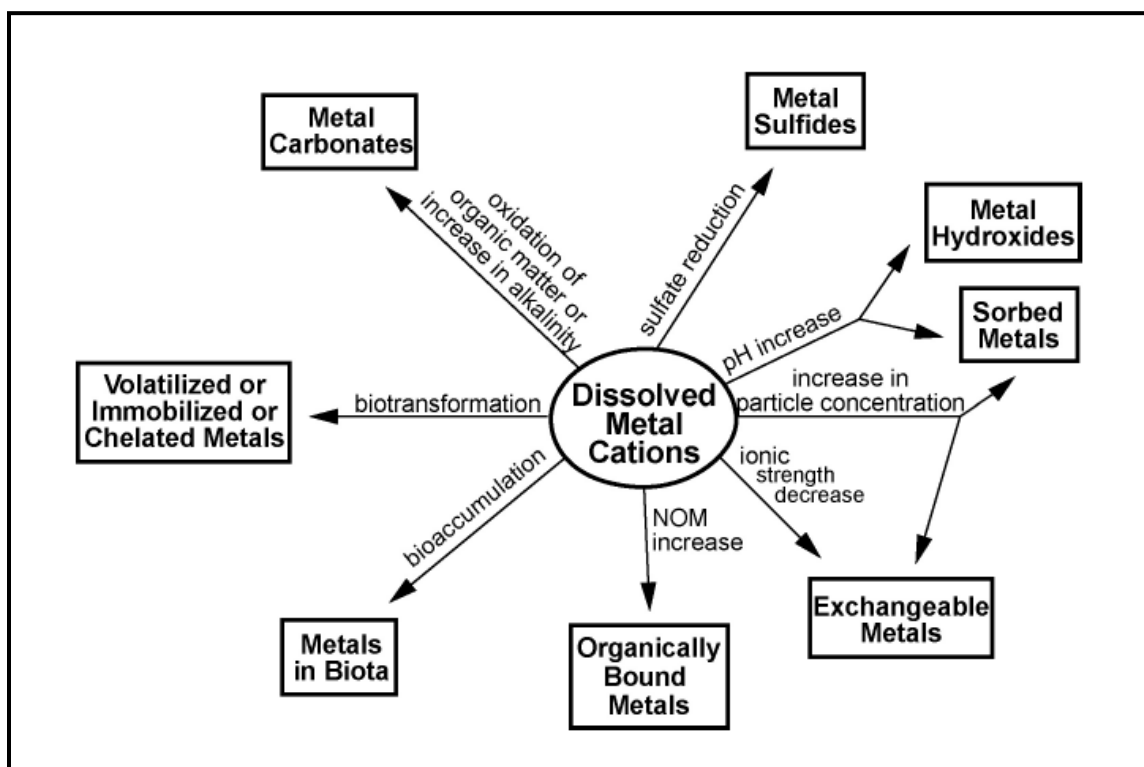 Metal
Carbonates
Metal
Sulfides
Metal
Hydroxides
Sorbed
Metals
oxidation of
organic matter or
increase in alkalinity
sulfate reduction
pH increase
increase in
particle concentration
Volatilized or
Immobilized or
Chelated Metals
biotransformation
Dissolved
Metal
Cations
bioaccumulation
NOM
increase
ionic
strength
decrease
Metals
in Biota
Organically
Bound
Metals
Exchangeable
Metals